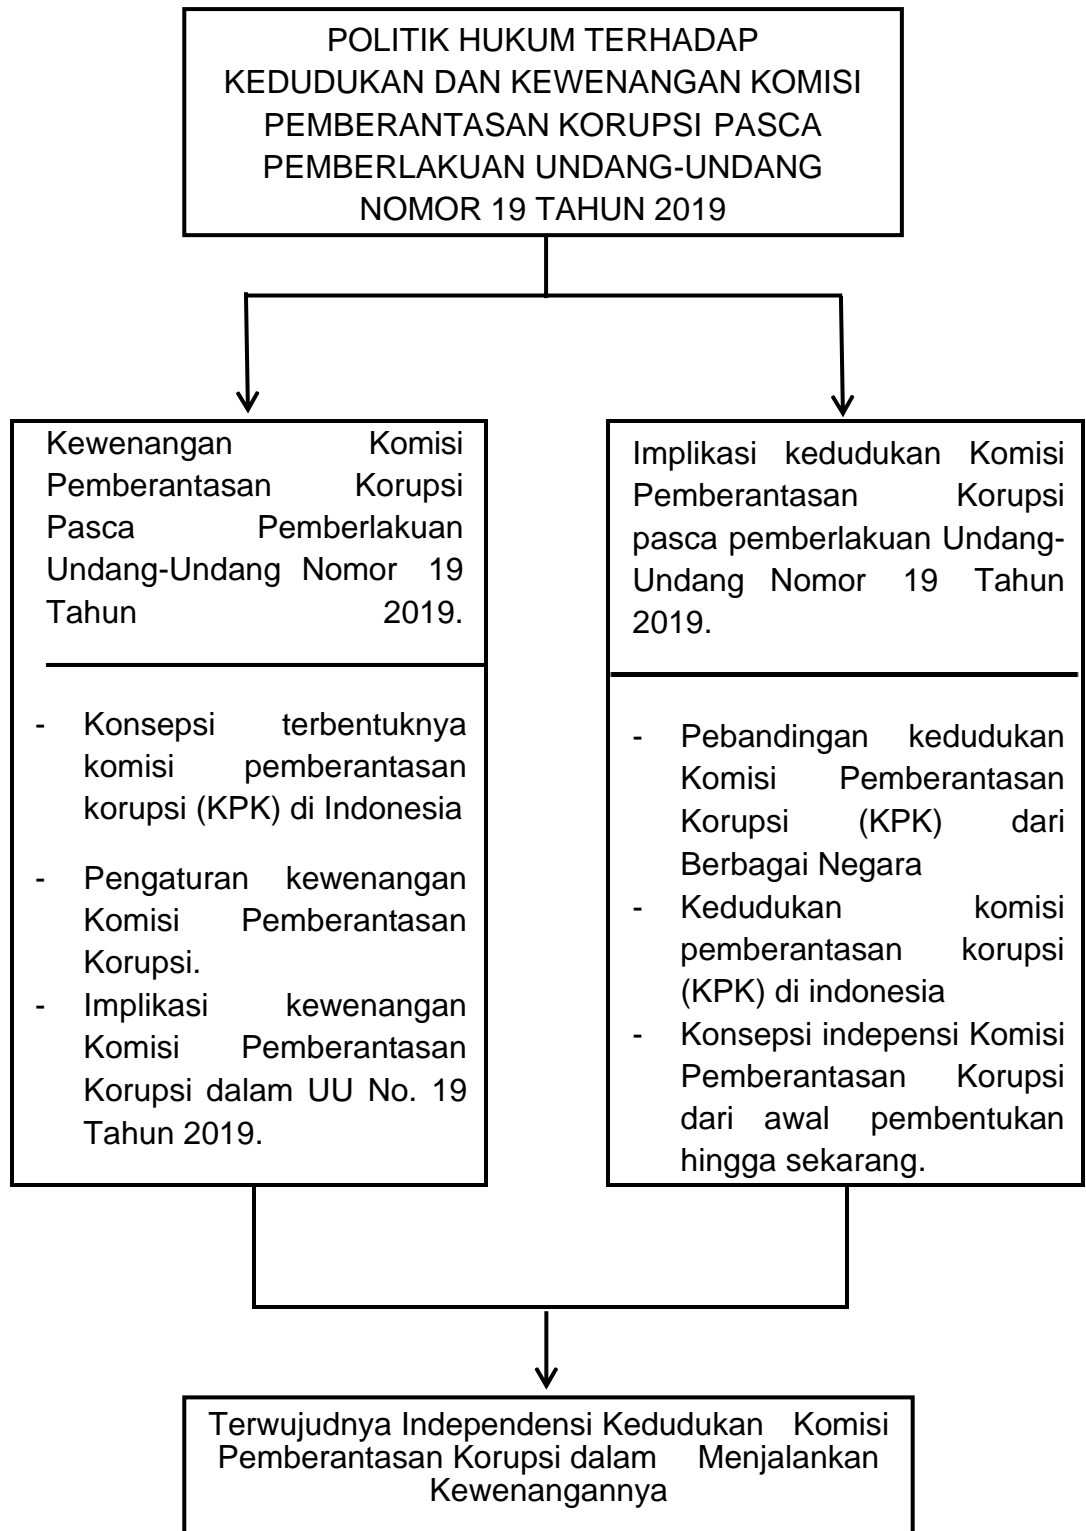 POLITIK HUKUM TERHADAP
KEDUDUKAN DAN KEWENANGAN KOMISI
PEMBERANTASAN KORUPSI PASCA
PEMBERLAKUAN UNDANG-UNDANG
NOMOR 19 TAHUN 2019
Kewenangan Komisi
Pemberantasan Korupsi
Pasca Pemberlakuan
Undang-Undang Nomor 19
Tahun 2019.
- Konsepsi terbentuknya
komisi pemberantasan
korupsi (KPK) di Indonesia
- Pengaturan kewenangan
Komisi Pemberantasan
Korupsi.
- Implikasi kewenangan
Komisi Pemberantasan
Korupsi dalam UU No. 19
Tahun 2019.
Implikasi kedudukan Komisi
Pemberantasan Korupsi
pasca pemberlakuan Undang-
Undang Nomor 19 Tahun
2019.
- Pebandingan kedudukan
Komisi Pemberantasan
Korupsi (KPK) dari
Berbagai Negara
- Kedudukan komisi
pemberantasan korupsi
(KPK) di indonesia
- Konsepsi indepensi Komisi
Pemberantasan Korupsi
dari awal pembentukan
hingga sekarang.
Terwujudnya Independensi Kedudukan Komisi
Pemberantasan Korupsi dalam Menjalankan
Kewenangannya